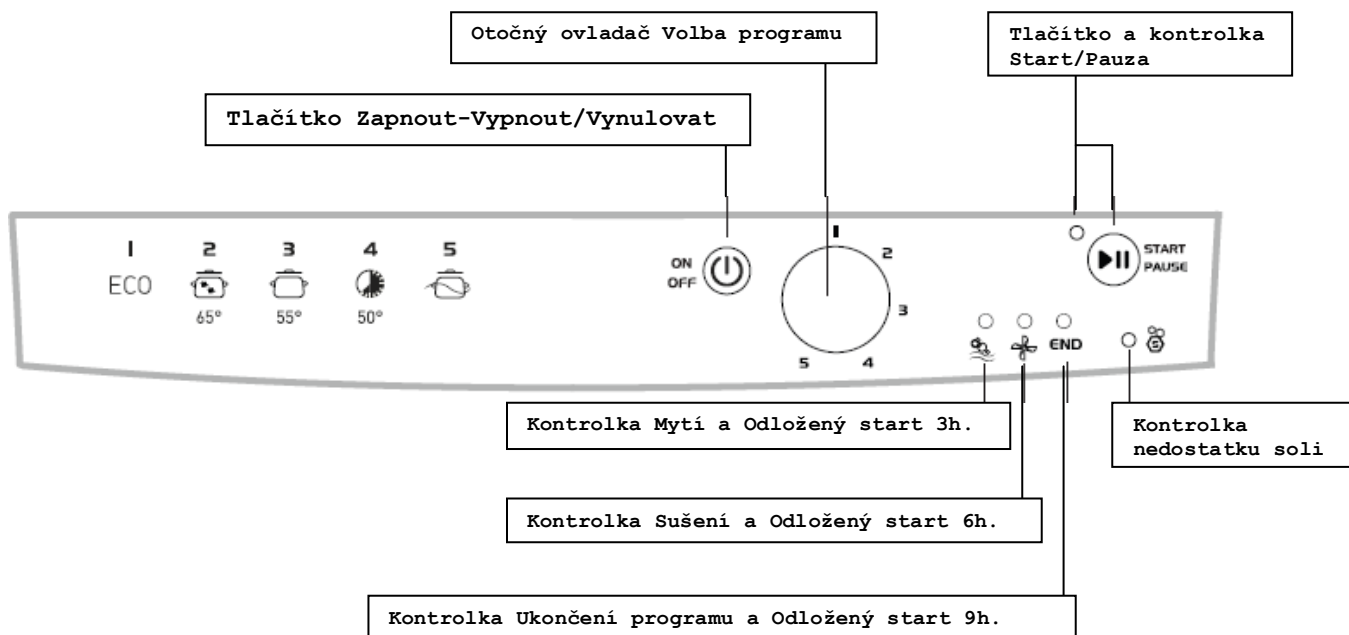 Otočný ovladač Volba programu
Tlačítko a kontrolka
Start/Pauza
Tlačítko Zapnout-Vypnout/Vynulovat
1 2 3 4 5
ECO
65° 55° 50°
ON
OFF
1
2
3
4
5
START
PAUSE
END
S
Kontrolka Mytí a Odložený start 3h.
Kontrolka
nedostatku soli
Kontrolka Sušení a Odložený start 6h.
Kontrolka Ukončení programu a Odložený start 9h.